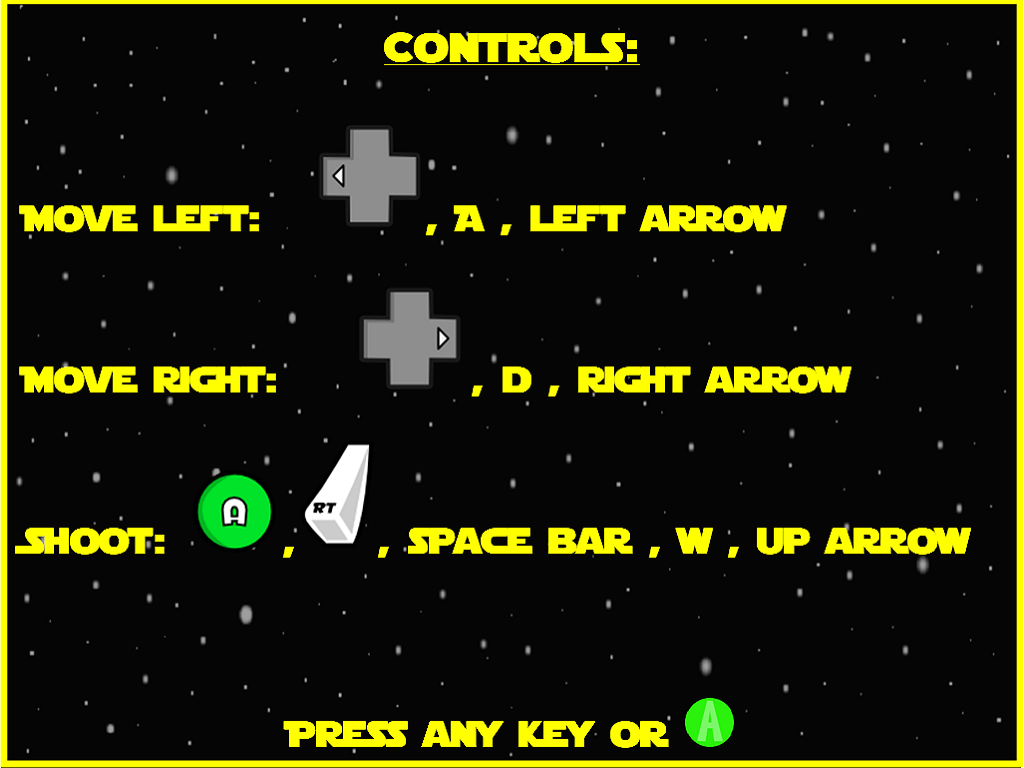 CONTROLS:
MOVE LEFT: , A , LEFT ARROW
MOVE RIGHT: , D , RIGHT ARROW
SHOOT: A , RT , SPACE BAR , W , UP ARROW
PRESS ANY KEY OR A